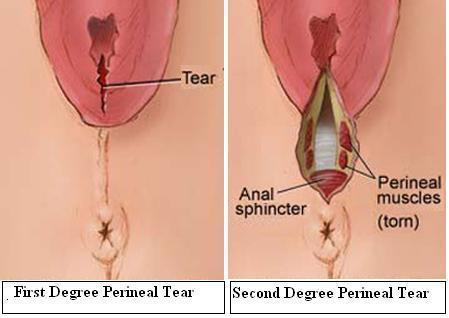 Tear
Anal
sphincter
Perineal
muscles
(torn)
First Degree Perineal Tear
Second Degree Perineal Tear